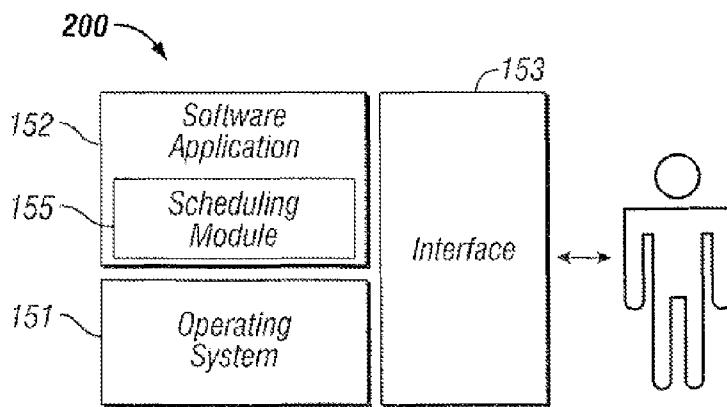 200
153
152
Software
Application
155
Scheduling
Module
Interface
151
Operating
System